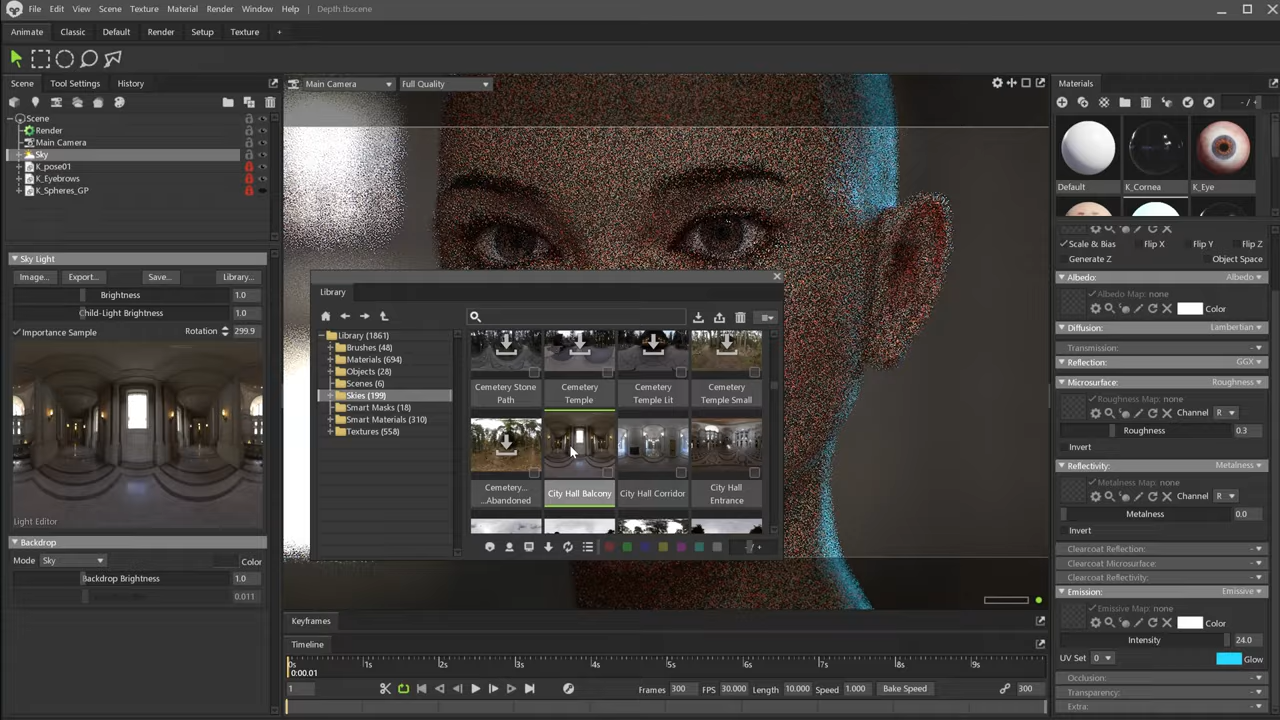 File Edit View Scene Texture Material Render Window Help Depth.tbscene
Animate Classic Default Render Setup Texture +
Scene Tool Settings History
Scene
Render
Main Camera
Sky
K_pose01
K_Eyebrows
K_Spheres_GP
Sky Light
Image... Export... Save... Library...
Brightness 1.0
Child-Light Brightness 1.0
Importance Sample Rotation 299.9
Light Editor
Backdrop
Mode Sky Color
Backdrop Brightness 1.0
0.011
Main Camera Full Quality
Library
Library (1861)
Brushes (48)
Materials (694)
Objects (28)
Scenes (6)
Skies (199)
Smart Masks (18)
Smart Materials (310)
Textures (558)
Cemetery Stone Path
Cemetery Temple
Cemetery Temple Lit
Cemetery Temple Small
Cemetery... ...Abandoned
City Hall Balcony
City Hall Corridor
City Hall Entrance
Keyframes
Timeline
0s 1s 2s 3s 4s 5s 6s 7s 8s 9s
0:00.01
1 Frames 300 FPS 30.000 Length 10.000 Speed 1.000 Bake Speed 300
Materials
Default K_Cornea K_Eye
Scale & Bias Flip X Flip Y Flip Z
Generate Z Object Space
Albedo: Albedo
Albedo Map: none
Color
Diffusion: Lambertian
Transmission:
Reflection: GGX
Microsurface: Roughness
Roughness Map: none
Channel R
Roughness 0.3
Invert
Reflectivity: Metalness
Metalness Map: none
Channel R
Metalness 0.0
Invert
Clearcoat Reflection:
Clearcoat Microsurface:
Clearcoat Reflectivity:
Emission: Emissive
Emissive Map: none
Color
Intensity 24.0
UV Set 0 Glow
Occlusion:
Transparency:
Extra: